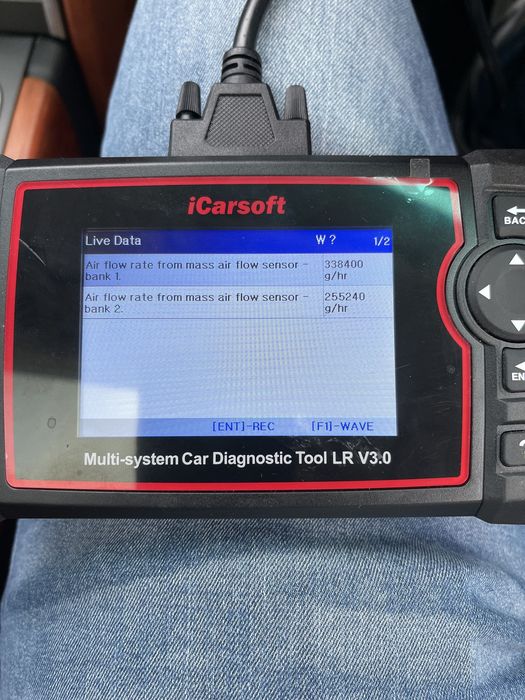 iCarsoft
Live Data W ? 1/2
Air flow rate from mass air flow sensor - 338400
bank 1. g/hr
Air flow rate from mass air flow sensor - 255240
bank 2. g/hr
[ENT]-REC [F1]-WAVE
Multi-system Car Diagnostic Tool LR V3.0
BAC
EN